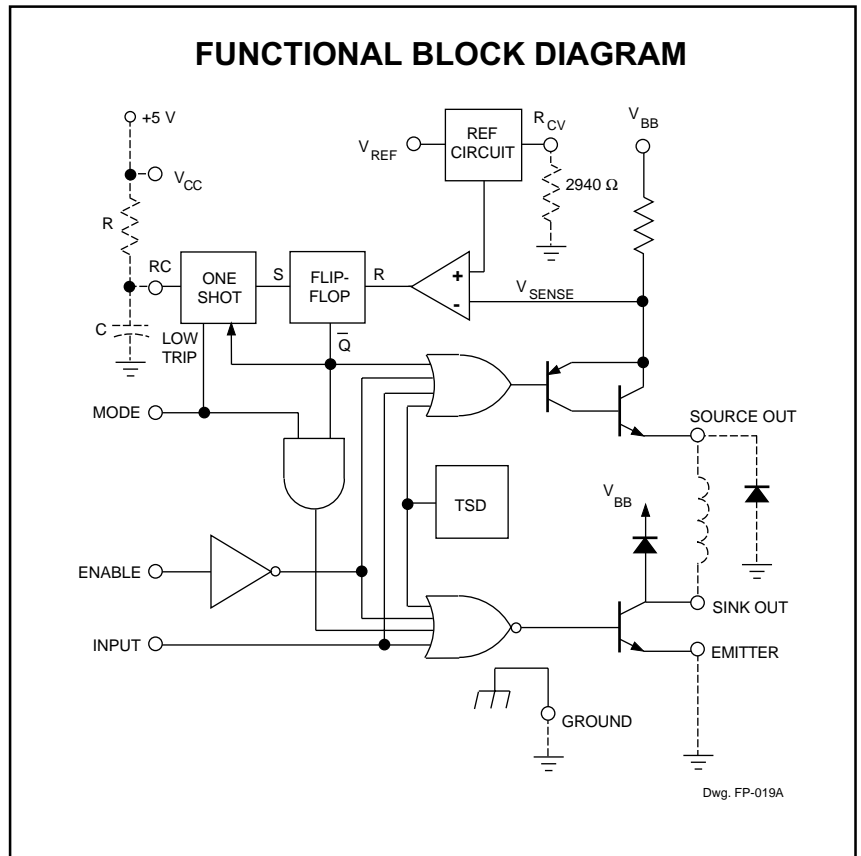 FUNCTIONAL BLOCK DIAGRAM
+5 V
V_CC
R
RC
C
ONE SHOT
LOW TRIP
S
FLIP-FLOP
R
Q̅
V_REF
REF CIRCUIT
R_CV
2940 Ω
V_BB
+
-
V_SENSE
MODE
TSD
SOURCE OUT
V_BB
ENABLE
INPUT
SINK OUT
EMITTER
GROUND
Dwg. FP-019A